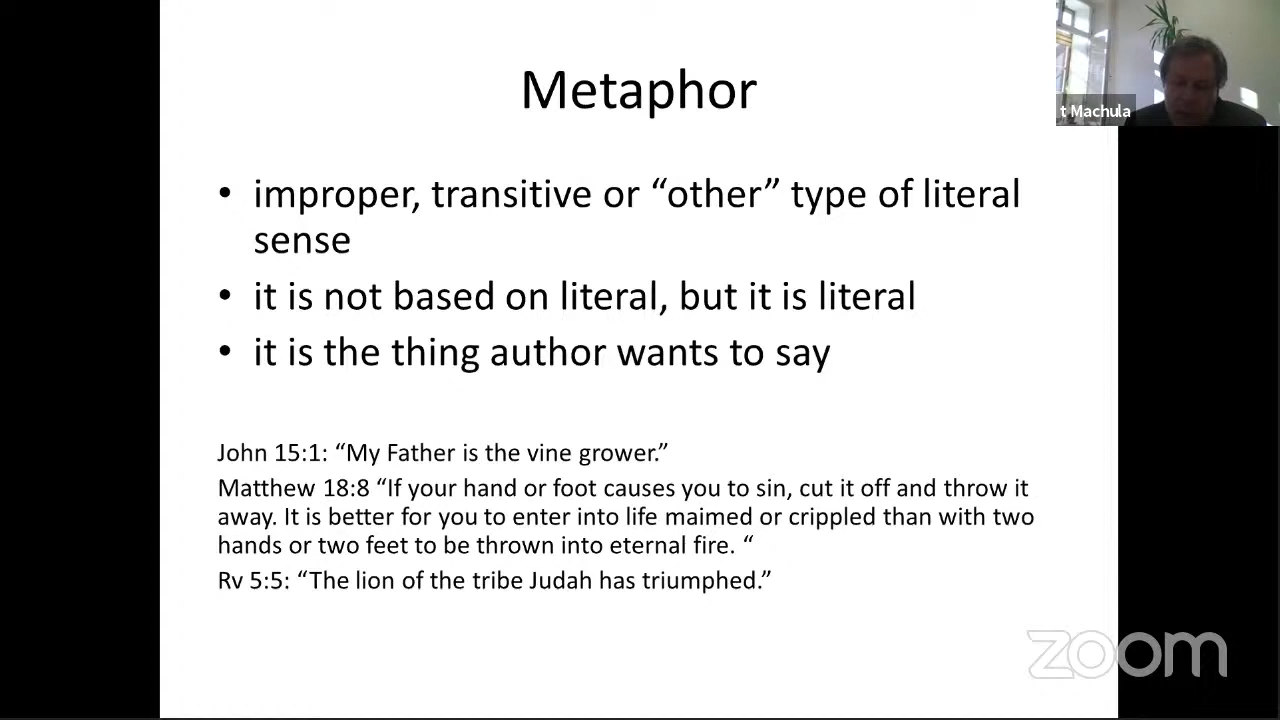 Metaphor
t Machula
• improper, transitive or “other” type of literal
sense
• it is not based on literal, but it is literal
• it is the thing author wants to say
John 15:1: “My Father is the vine grower.”
Matthew 18:8 “If your hand or foot causes you to sin, cut it off and throw it
away. It is better for you to enter into life maimed or crippled than with two
hands or two feet to be thrown into eternal fire. “
Rv 5:5: “The lion of the tribe Judah has triumphed.”
zoom